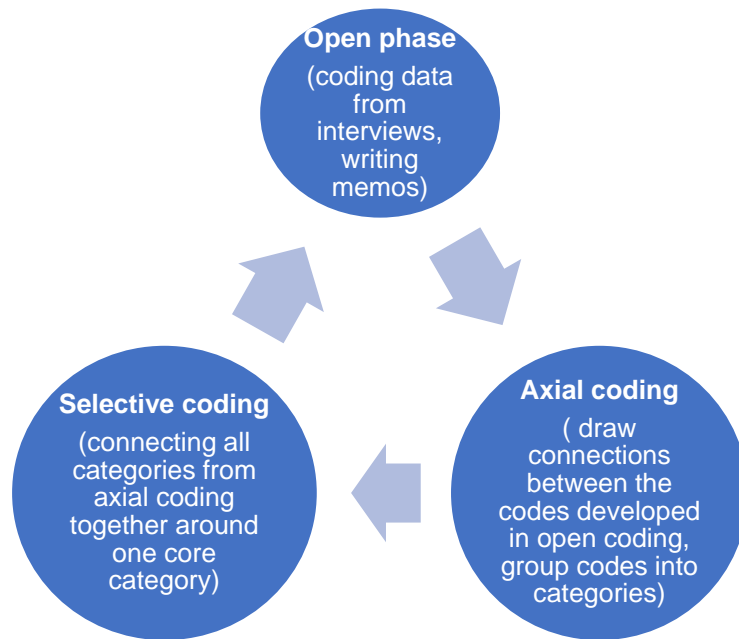 Open phase
(coding data
from
interviews,
writing
memos)
Axial coding
( draw
connections
between the
codes developed
in open coding,
group codes into
categories)
Selective coding
(connecting all
categories from
axial coding
together around
one core
category)